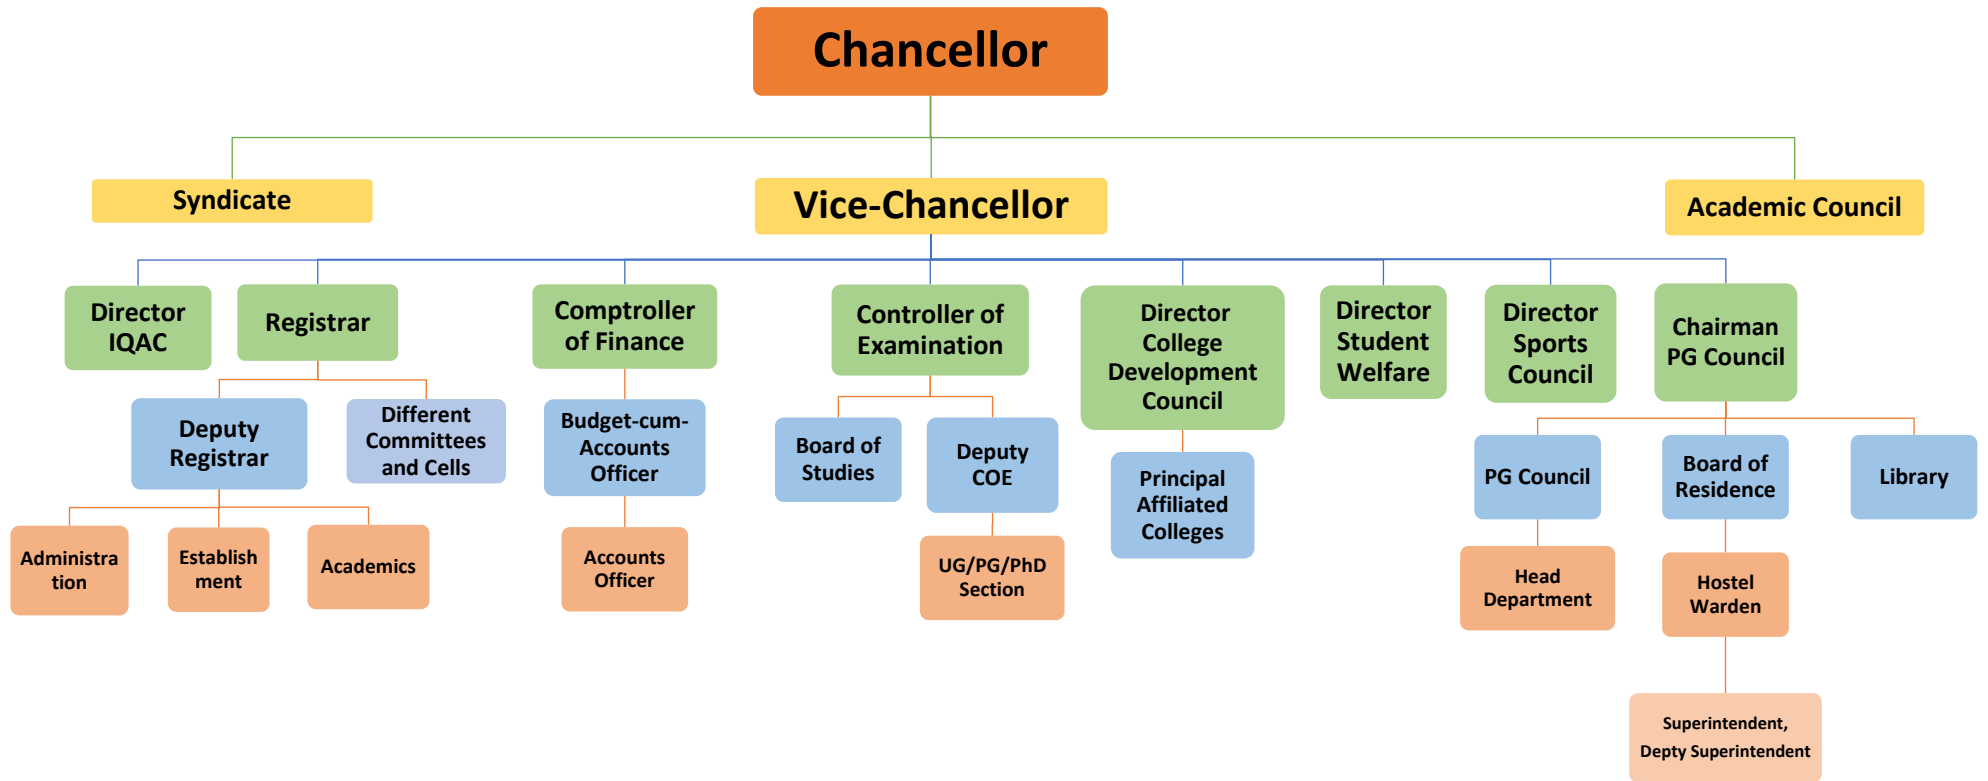 Chancellor
Syndicate
Vice-Chancellor
Academic Council
Director
IQAC
Registrar
Comptroller
of Finance
Controller of
Examination
Director
College
Development
Council
Director
Student
Welfare
Director
Sports
Council
Chairman
PG Council
Deputy
Registrar
Different
Committees
and Cells
Budget-cum-
Accounts
Officer
Board of
Studies
Deputy
COE
Principal
Affiliated
Colleges
PG Council
Board of
Residence
Library
Administra
tion
Establish
ment
Academics
Accounts
Officer
UG/PG/PhD
Section
Head
Department
Hostel
Warden
Superintendent,
Depty Superintendent